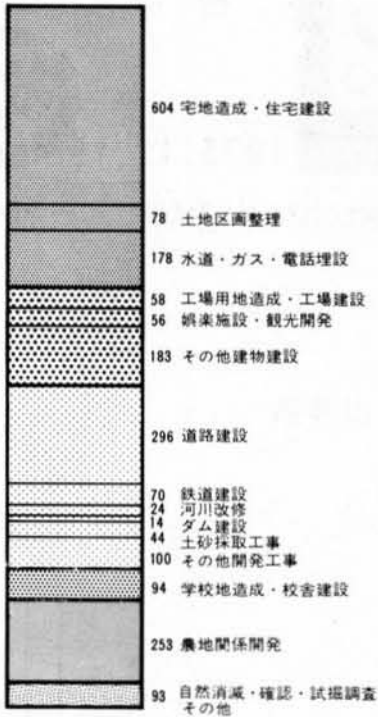 604 宅地造成・住宅建設
78 土地区画整理
178 水道・ガス・電話埋設
58 工場用地造成・工場建設
56 娯楽施設・観光開発
183 その他建物建設
296 道路建設
70 鉄道建設
24 河川改修
14 ダム建設
44 土砂採取工事
100 その他開発工事
94 学校地造成・校舎建設
253 農地関係開発
93 自然消滅・確認・試掘調査
その他